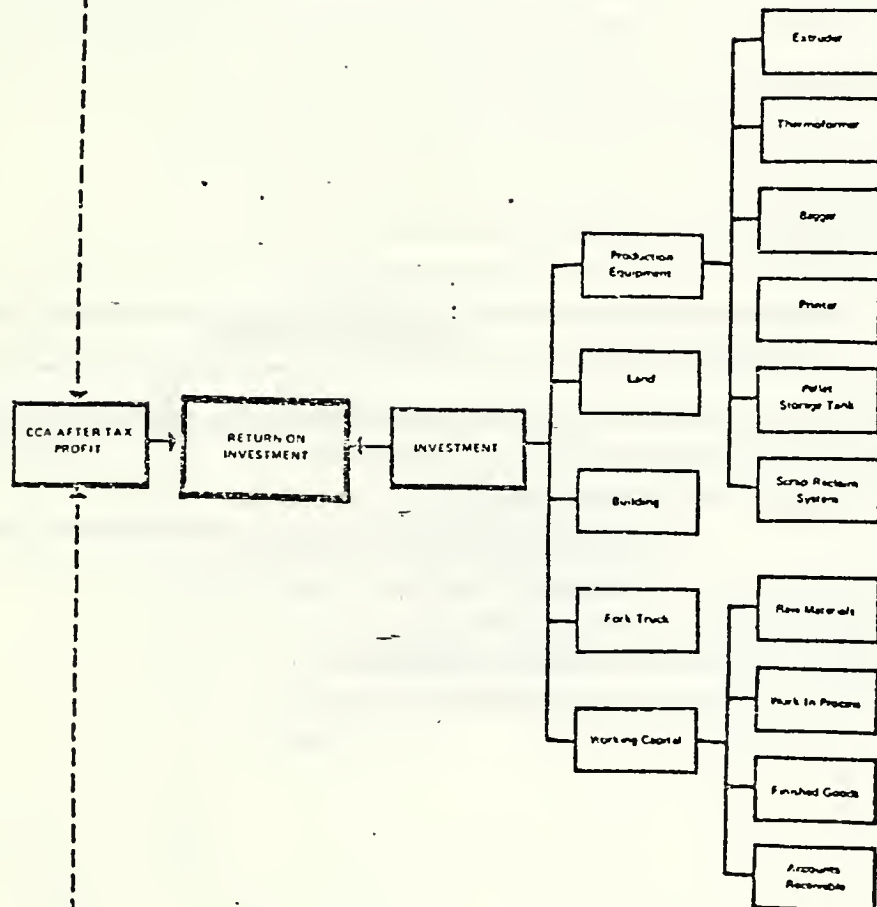 Extruder
Thermoformer
Bagger
Production
Equipment
Printer
Land
Pellet
Storage Tank
CCA AFTER TAX
PROFIT
RETURN ON
INVESTMENT
INVESTMENT
Scrap Reclaim
System
Building
Raw Materials
Fork Truck
Work In Process
Working Capital
Finished Goods
Accounts
Receivable